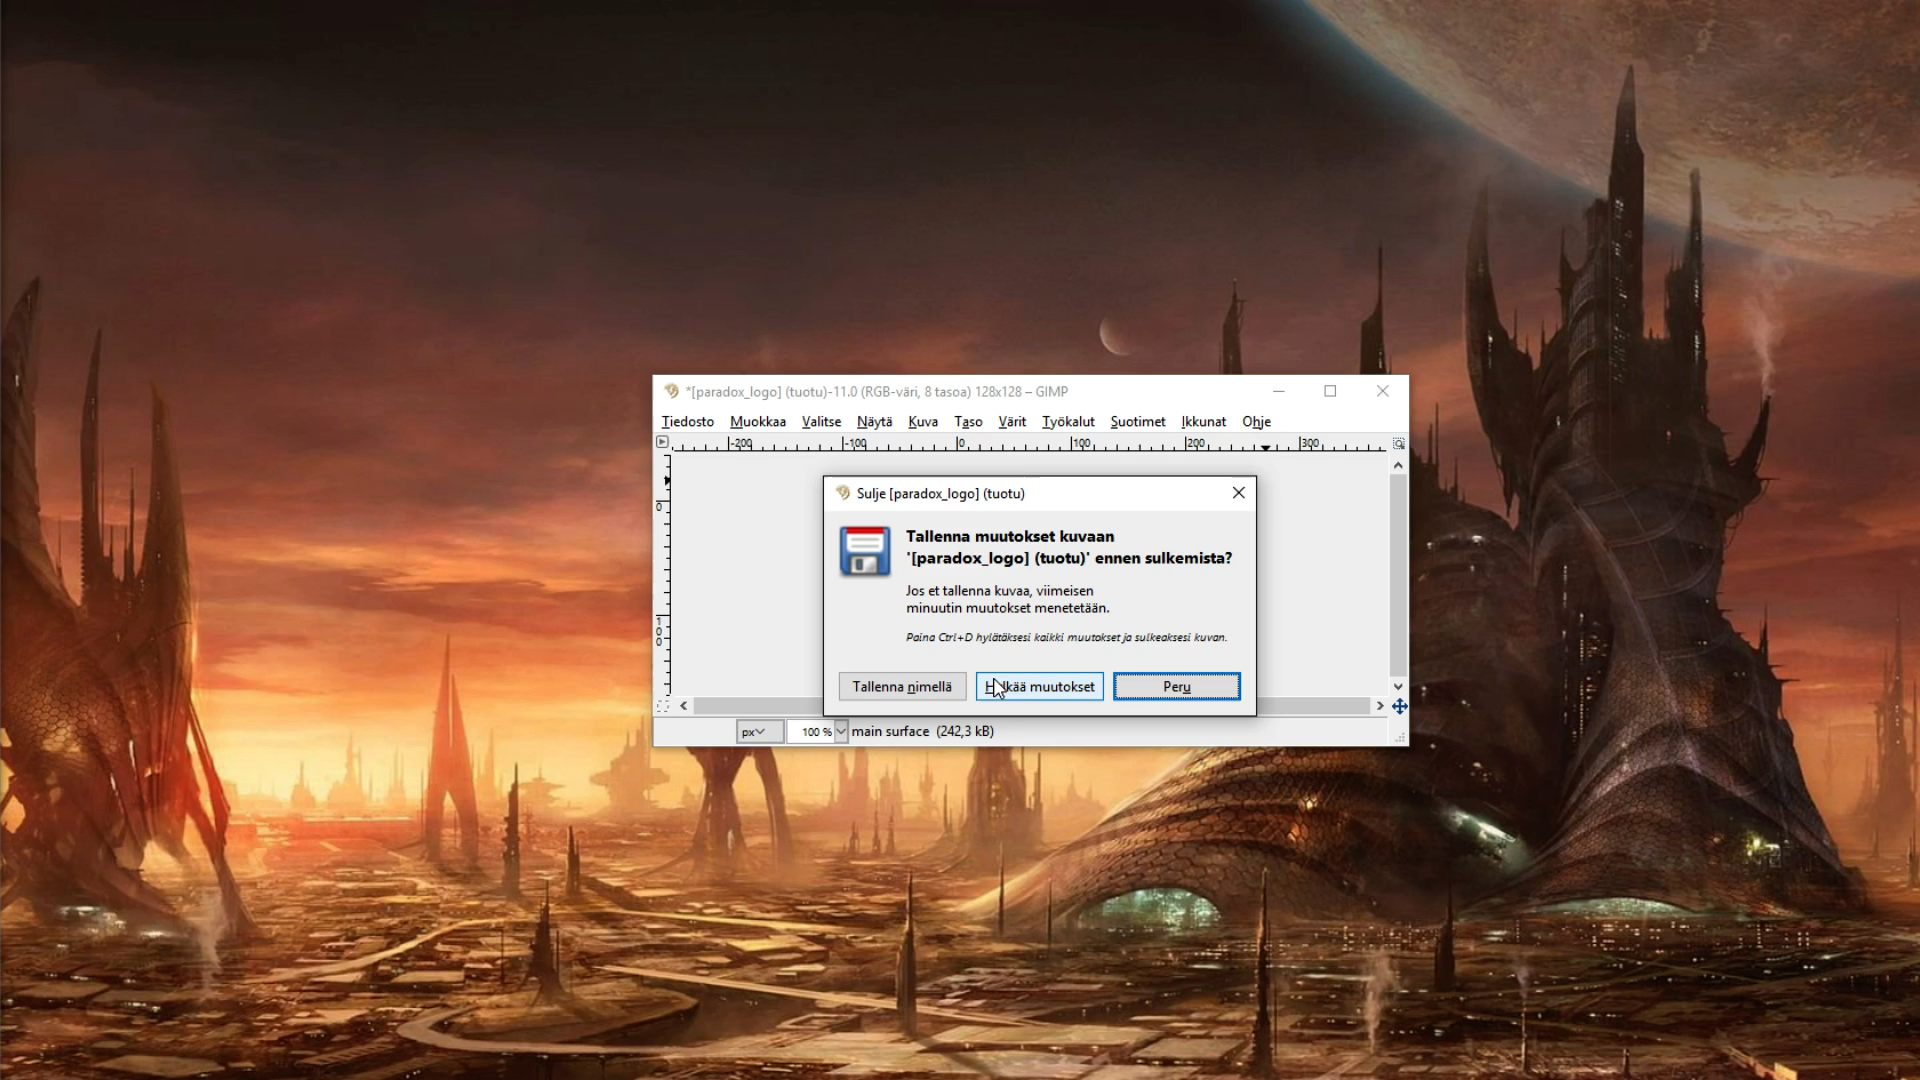 *[paradox_logo] (tuotu)-11.0 (RGB-väri, 8 tasoa) 128x128 – GIMP
Tiedosto Muokkaa Valitse Näytä Kuva Taso Värit Työkalut Suotimet Ikkunat Ohje
-200 -100 0 100 200 300
0
100
Sulje [paradox_logo] (tuotu)
Tallenna muutokset kuvaan
'[paradox_logo] (tuotu)' ennen sulkemista?
Jos et tallenna kuvaa, viimeisen
minuutin muutokset menetetään.
Paina Ctrl+D hylätäksesi kaikki muutokset ja sulkeaksesi kuvan.
Tallenna nimellä muutokset Peru
px 100 % main surface (242,3 kB)